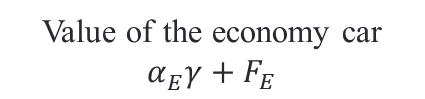 Value of the economy car
α_Eγ + F_E